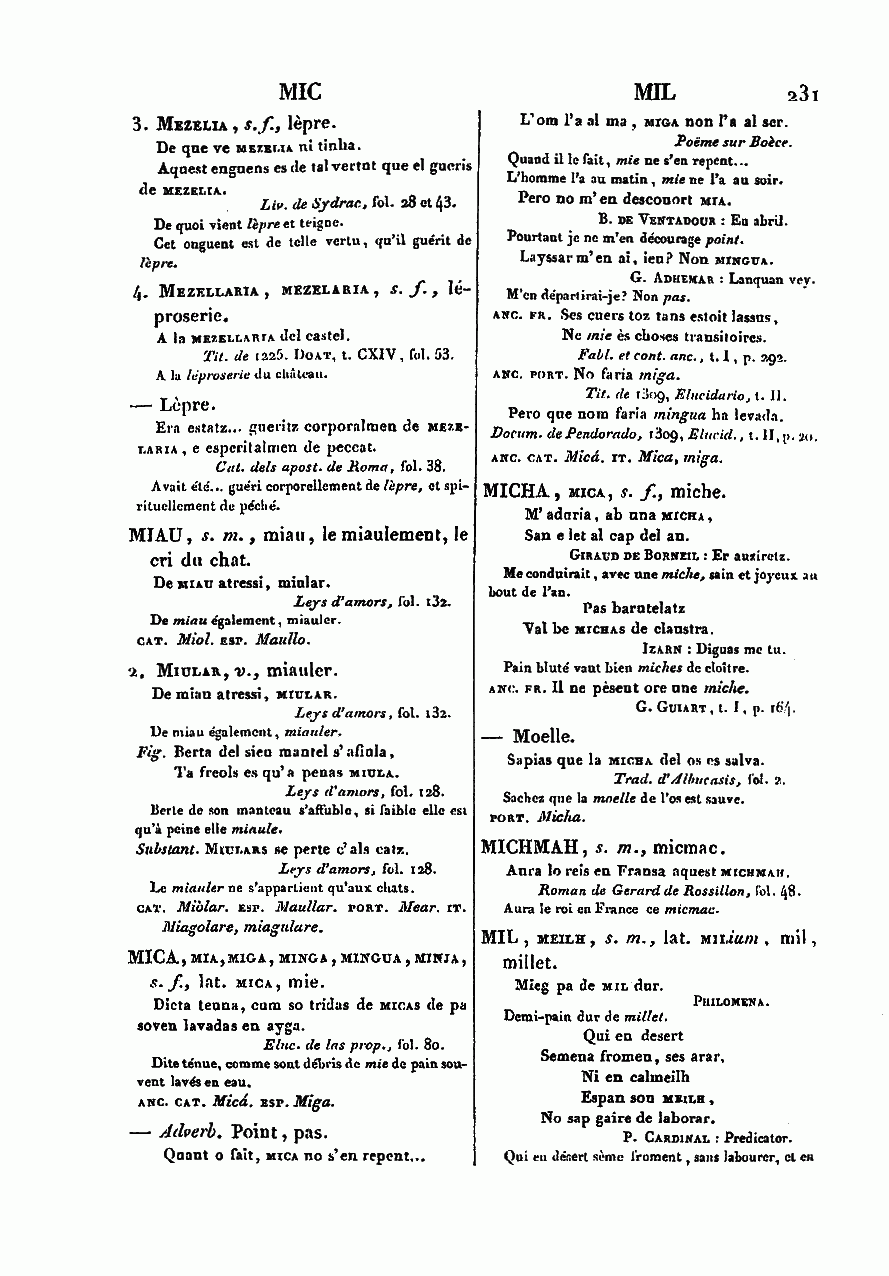 MIC
MIL
231
3. MEZELIA, s. f., lèpre.
De que ve MEZELIA ni tinha.
Aquest enguens es de tal vertut que el gueris
de MEZELIA.
Liv. de Sydrac, fol. 28 et 43.
De quoi vient lèpre et teigne.
Cet onguent est de telle vertu, qu'il guérit de
lèpre.
4. MEZELLARIA, MEZELARIA, s. f., lé-
proserie.
A la MEZELLARIA del castel.
Tit. de 1225. DOAT, t. CXIV, fol. 53.
A la léproserie du château.
— Lèpre.
Era estatz... gueritz corporalmen de MEZE-
LARIA, e esperitalmen de peccat.
Cat. dels apost. de Roma, fol. 38.
Avait été... guéri corporellement de lèpre, et spi-
rituellement de péché.
MIAU, s. m., miau, le miaulement, le
cri du chat.
De MIAU atressi, miular.
Leys d'amors, fol. 132.
De miau également, miauler.
CAT. Miol. ESP. Maullo.
2. MIULAR, v., miauler.
De miau atressi, MIULAR.
Leys d'amors, fol. 132.
De miau également, miauler.
Fig. Berta del sieu mantel s'afiula,
Ta freols es qu'a penas MIULA.
Leys d'amors, fol. 128.
Berte de son manteau s'affuble, si faible elle est
qu'à peine elle miaule.
Substant. MIULARS se perte c'als catz.
Leys d'amors, fol. 128.
Le miauler ne s'appartient qu'aux chats.
CAT. Miòlar. ESP. Maullar. PORT. Mear. IT.
Miagolare, miagulare.
MICA, MIA, MIGA, MINGA, MINGUA, MINJA,
s. f., lat. MICA, mie.
Dicta tenua, cum so tridas de MICAS de pa
soven lavadas en ayga.
Eluc. de las prop., fol. 80.
Dite ténue, comme sont débris de mie de pain sou-
vent lavés en eau.
ANC. CAT. Micá. ESP. Miga.
— Adverb. Point, pas.
Quant o fait, MICA no s'en repent...
L'om l'a al ma, MIGA non l'a al ser.
Poëme sur Boèce.
Quand il le fait, mie ne s'en repent...
L'homme l'a au matin, mie ne l'a au soir.
Pero no m'en desconort MIA.
B. DE VENTADOUR : En abril.
Pourtant je ne m'en décourage point.
Layssar m'en ai, ieu? Non MINGUA.
G. ADHEMAR : Lanquan vey.
M'en départirai-je? Non pas.
ANC. FR. Ses cuers toz tans estoit lassus,
Ne mie ès choses transitoires.
Fabl. et cont. anc., t. I, p. 292.
ANC. PORT. No faria miga.
Tit. de 1309, Elucidario, t. II.
Pero que nom faria mingua ha levada.
Docum. de Pendorado, 1309, Elucid., t. II, p. 20.
ANC. CAT. Micá. IT. Mica, miga.
MICHA, MICA, s. f., miche.
M'aduria, ab una MICHA,
San e let al cap del an.
GIRAUD DE BORNEIL : Er auziretz.
Me conduirait, avec une miche, sain et joyeux au
bout de l'an.
Pas barutelatz
Val be MICHAS de claustra.
IZARN : Diguas me tu.
Pain bluté vaut bien miches de cloître.
ANC. FR. Il ne pèsent ore une miche.
G. GUIART, t. I, p. 164.
— Moelle.
Sapias que la MICHA del os es salva.
Trad. d'Albucasis, fol. 2.
Sachez que la moelle de l'os est sauve.
PORT. Micha.
MICHMAH, s. m., micmac.
Aura lo reis en Fransa aquest MICHMAH.
Roman de Gerard de Rossillon, fol. 48.
Aura le roi en France ce micmac.
MIL, MEILH, s. m., lat. MILium, mil,
millet.
Mieg pa de MIL dur.
PHILOMENA.
Demi-pain dur de millet.
Qui en desert
Semena fromen, ses arar,
Ni en calmeilh
Espan son MEILH,
No sap gaire de laborar.
P. CARDINAL : Predicator.
Qui en désert sème froment, sans labourer, et en